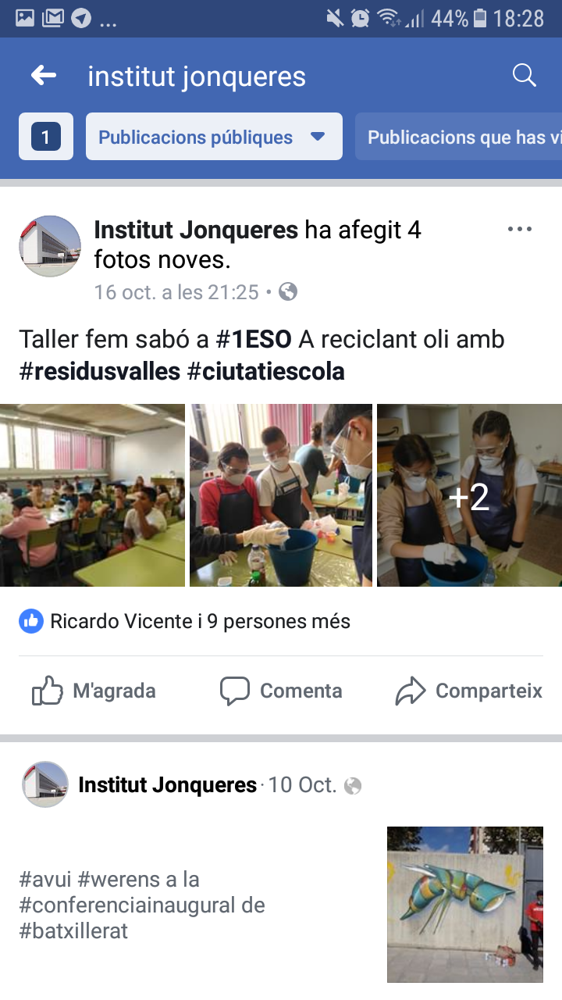 ... 44% 18:28
institut jonqueres
1 Publicacions públiques Publicacions que has vi
Institut Jonqueres ha afegit 4
fotos noves.
16 oct. a les 21:25 •
Taller fem sabó a #1ESO A reciclant oli amb
#residusvalles #ciutatiescola
+2
Ricardo Vicente i 9 persones més
M'agrada Comenta Comparteix
Institut Jonqueres · 10 Oct.
#avui #werens a la
#conferenciainaugural de
#batxillerat